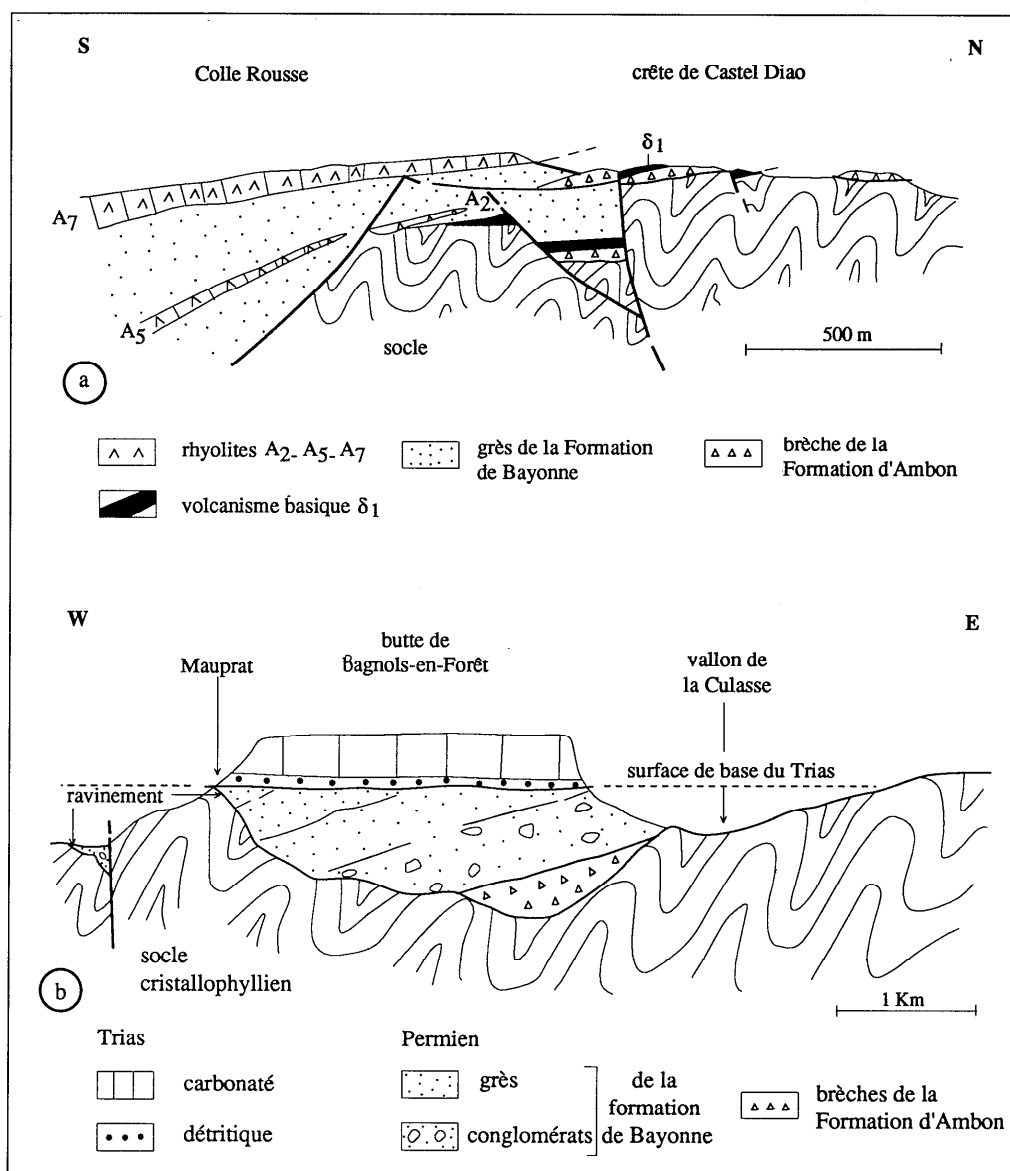 S
N
Colle Rousse
crête de Castel Diao
δ1
A2
A7
A5
socle
500 m
a
rhyolites A2- A5- A7
grès de la Formation
de Bayonne
brèche de la
Formation d'Ambon
volcanisme basique δ1
W
E
butte de
Bagnols-en-Forêt
Mauprat
vallon de
la Culasse
surface de base du Trias
ravinement
socle
cristallophyllien
b
1 Km
Trias
Permien
carbonaté
grès
de la
formation
de Bayonne
brèches de la
Formation d'Ambon
détritique
conglomérats